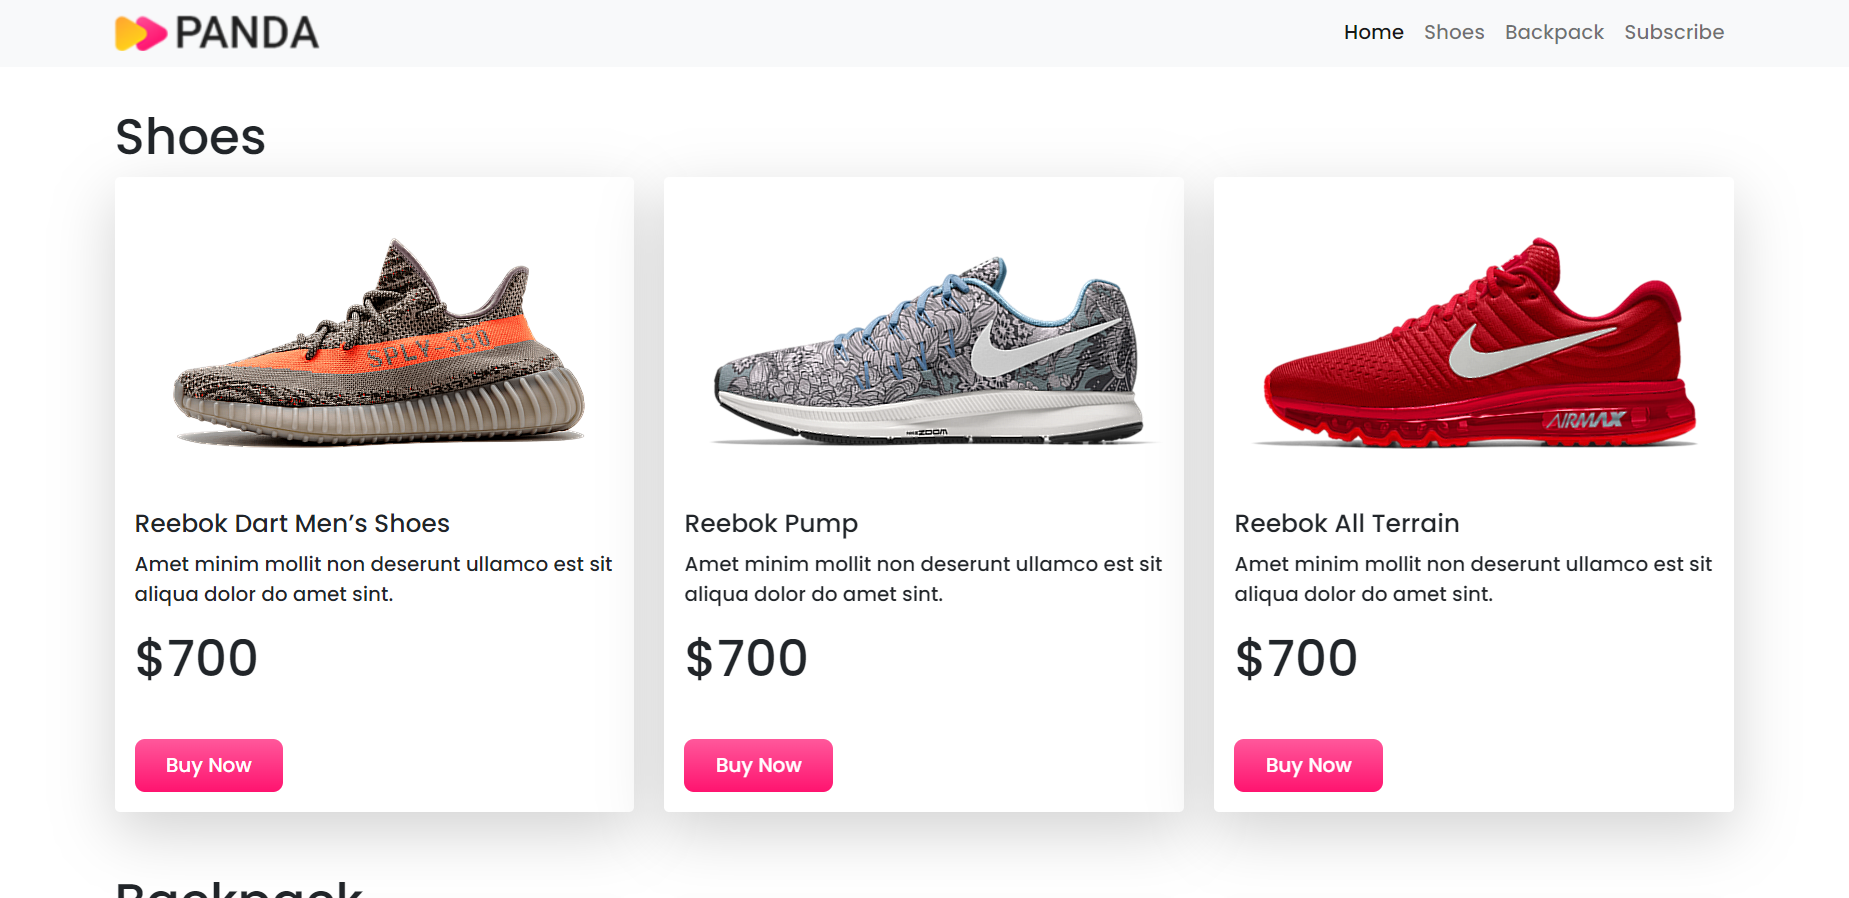 PANDA
Home Shoes Backpack Subscribe
Shoes
SPLY-350
ZOOM
AIRMAX
Reebok Dart Men’s Shoes
Reebok Pump
Reebok All Terrain
Amet minim mollit non deserunt ullamco est sit
aliqua dolor do amet sint.
Amet minim mollit non deserunt ullamco est sit
aliqua dolor do amet sint.
Amet minim mollit non deserunt ullamco est sit
aliqua dolor do amet sint.
$700
$700
$700
Buy Now
Buy Now
Buy Now
Backpack